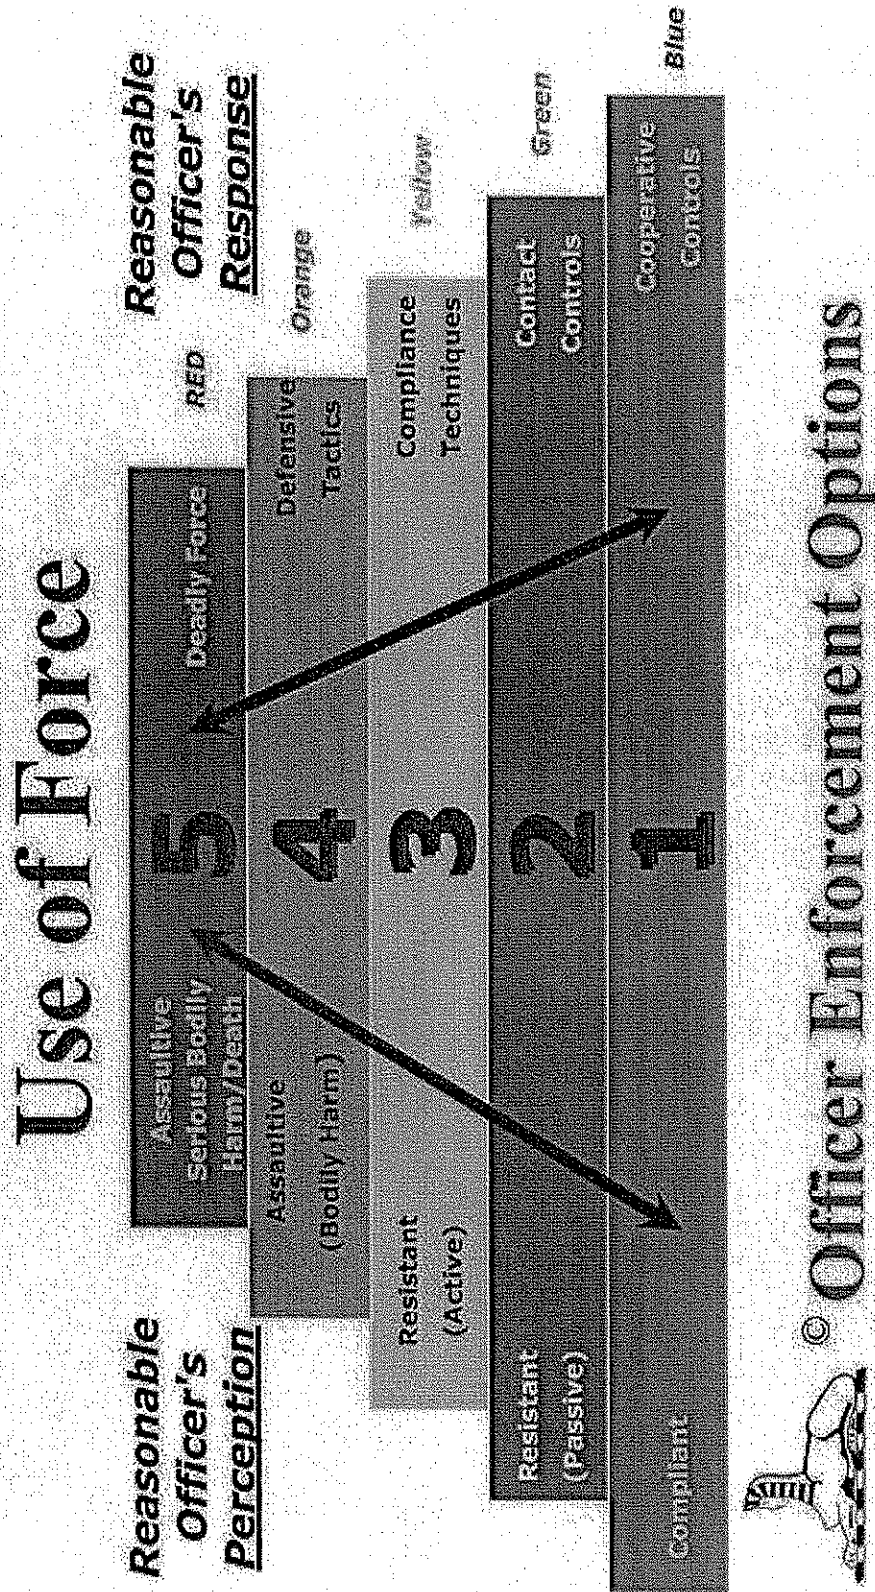 Use of Force
Reasonable
Officer's
Perception
Reasonable
Officer's
Response
Assaultive
Serious Bodily
Harm/Death
5
Deadly Force
RED
Assaultive
(Bodily Harm)
4
Defensive
Tactics
Orange
Resistant
(Active)
3
Compliance
Techniques
Yellow
Resistant
(Passive)
2
Contact
Controls
Green
Compliant
1
Cooperative
Controls
Blue
© Officer Enforcement Options